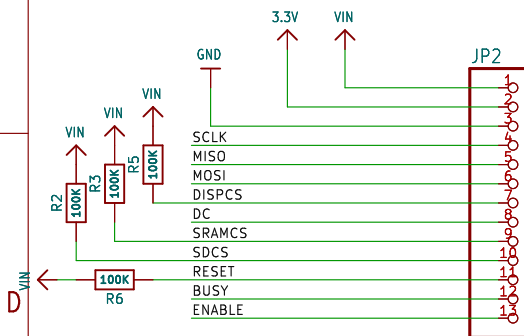 3.3V
VIN
GND
JP2
VIN
VIN
VIN
1
2
3
SCLK
4
MISO
5
MOSI
6
DISPCS
7
DC
8
SRAMCS
9
SDCS
10
RESET
11
BUSY
12
ENABLE
13
R5
100K
R3
100K
R2
100K
VIN
100K
R6
D